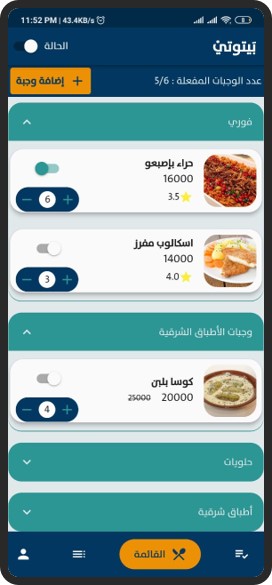 11:52 PM | 43.4KB/s
بيتوتي
الحالة
عدد الوجبات المفعلة : 5/6
+ إضافة وجبة
فوري
حراء بإصبعو
16000
3.5
6
اسكالوب مفرز
14000
4.0
3
وجبات الأطباق الشرقية
كوسا بلبن
20000 25000
4
حلويات
أطباق شرقية
القائمة